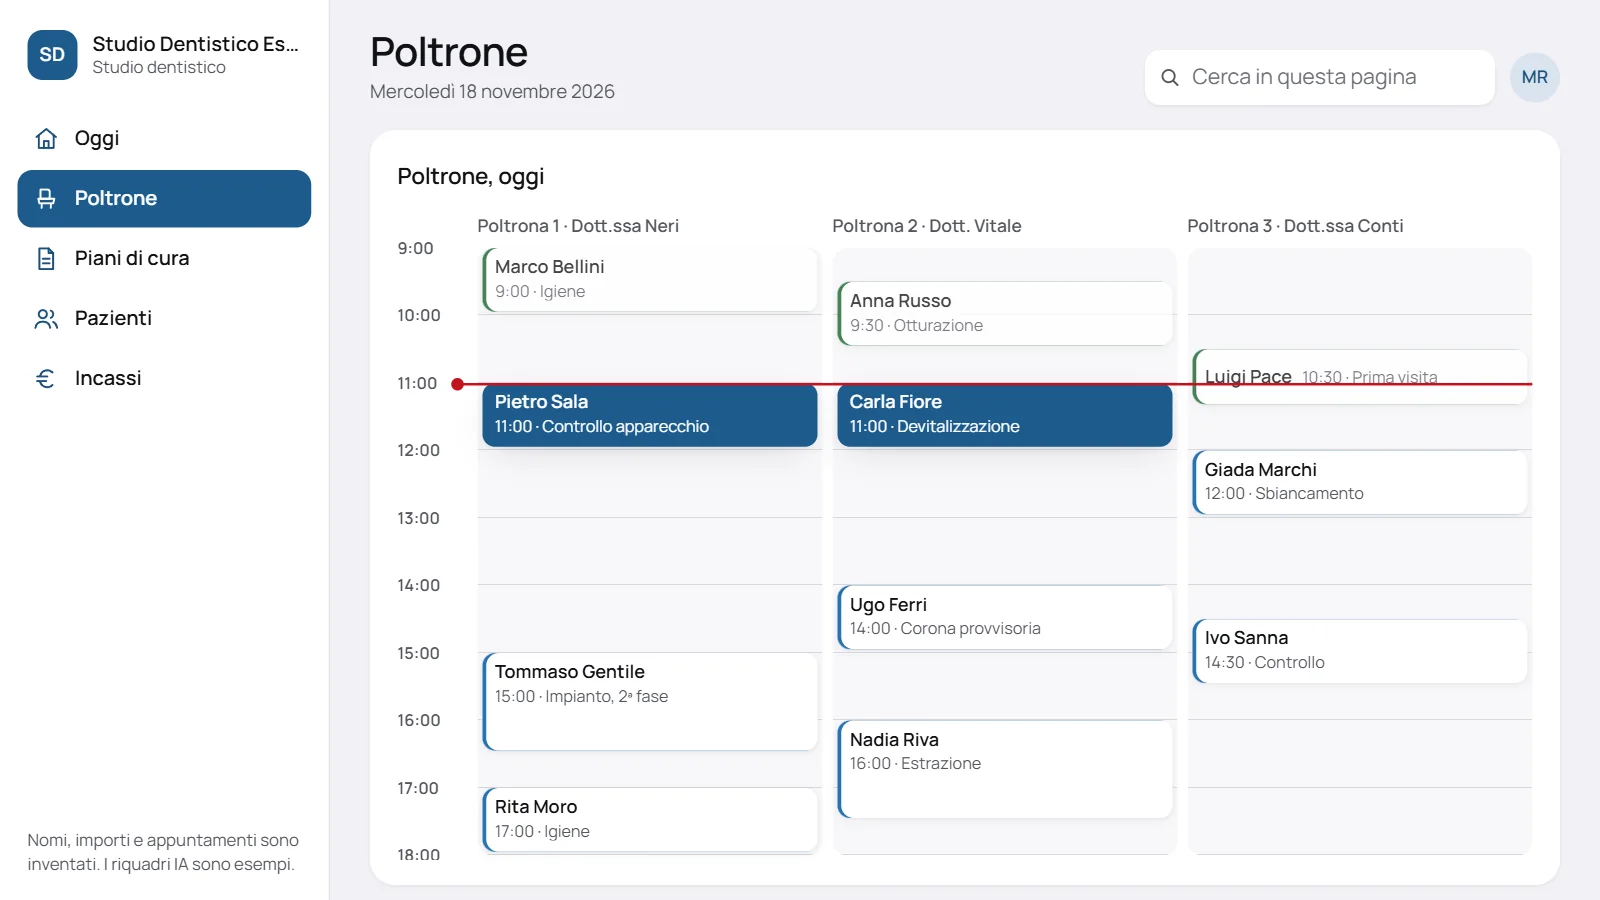 SD
Studio Dentistico Es...
Studio dentistico
Oggi
Poltrone
Piani di cura
Pazienti
Incassi
Nomi, importi e appuntamenti sono
inventati. I riquadri IA sono esempi.
Poltrone
Mercoledì 18 novembre 2026
Cerca in questa pagina
MR
Poltrone, oggi
Poltrona 1 · Dott.ssa Neri
Poltrona 2 · Dott. Vitale
Poltrona 3 · Dott.ssa Conti
9:00
10:00
11:00
12:00
13:00
14:00
15:00
16:00
17:00
18:00
Marco Bellini
9:00 · Igiene
Pietro Sala
11:00 · Controllo apparecchio
Tommaso Gentile
15:00 · Impianto, 2ª fase
Rita Moro
17:00 · Igiene
Anna Russo
9:30 · Otturazione
Carla Fiore
11:00 · Devitalizzazione
Ugo Ferri
14:00 · Corona provvisoria
Nadia Riva
16:00 · Estrazione
Luigi Pace 10:30 · Prima visita
Giada Marchi
12:00 · Sbiancamento
Ivo Sanna
14:30 · Controllo